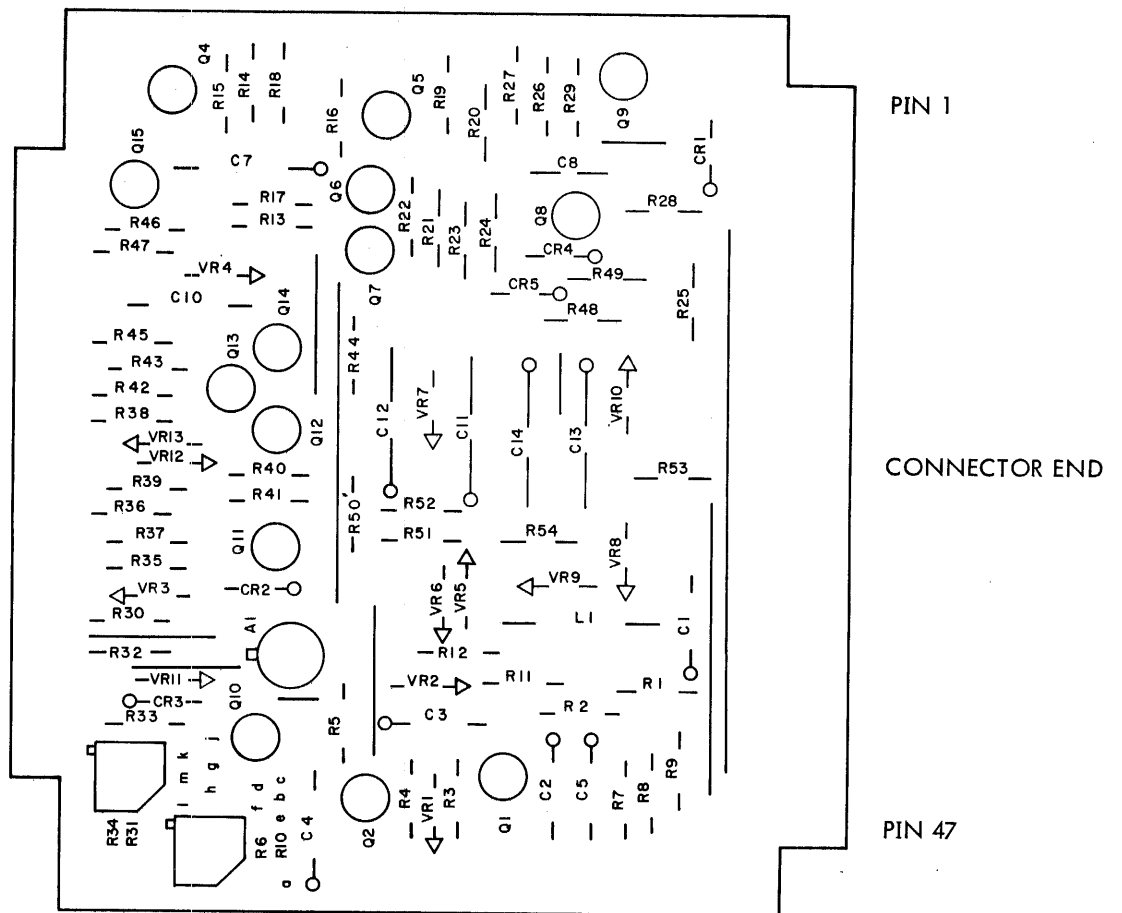 Q4
R15
R14
R18
R16
Q5
R19
R20
R27
R26
R29
Q9
PIN 1
Q15
C7
Q6
C8
CR1
R17
R13
R46
R47
R22
R21
R23
R24
Q8
R28
VR4
C10
Q14
Q7
CR4
CR5
R49
R48
R25
R45
R43
R42
R38
Q13
Q12
R44
C12
VR7
C11
C14
C13
VR10
VR13
VR12
R39
R36
R40
R41
R50
R52
R51
R53
R54
CONNECTOR END
R37
R35
Q11
VR8
VR3
CR2
VR6
VR5
VR9
R30
A1
L1
C1
R32
R12
VR11
CR3
R33
Q10
VR2
R11
R1
R5
C3
R2
l m k
h g j
f d
e b c
a
R34
R31
R6
R10
C4
Q2
R4
VR1
R3
Q1
C2
C5
R7
R8
R9
PIN 47